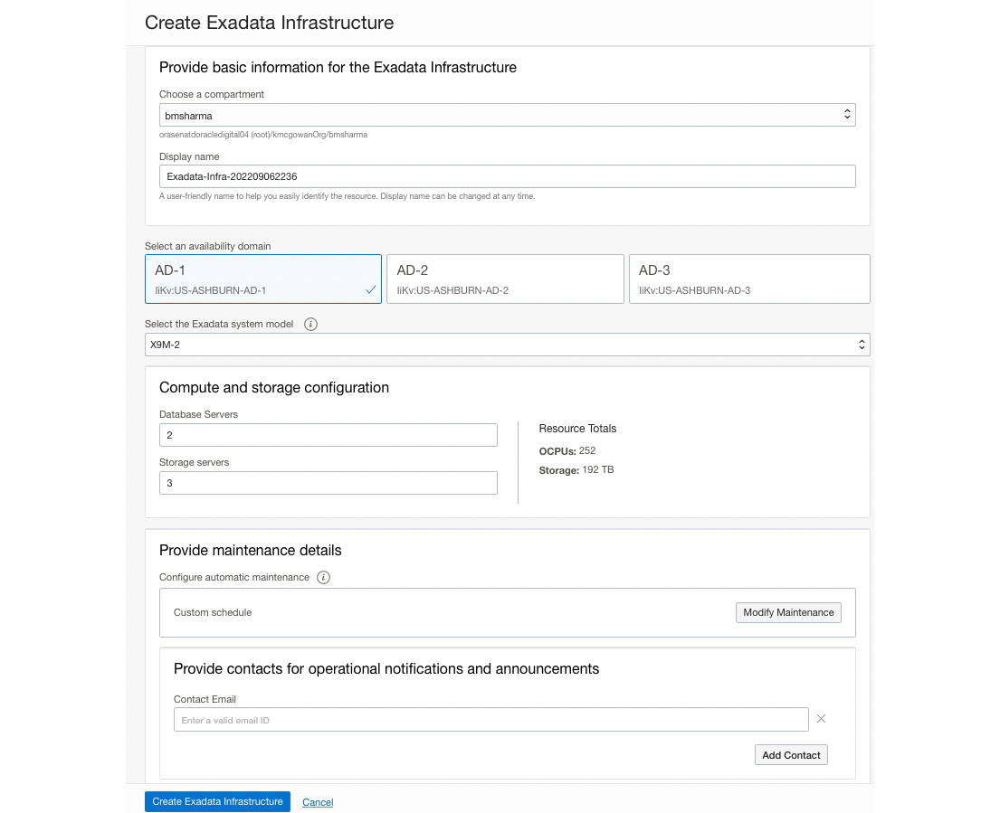 Create Exadata Infrastructure
Provide basic information for the Exadata Infrastructure
Choose a compartment
bmsharma
orasenatdoracledigital04 (root)/kmcgowanOrg/bmsharma
Display name
Exadata-Infra-202209062236
A user-friendly name to help you easily identify the resource. Display name can be changed at any time.
Select an availability domain
AD-1
IiKv:US-ASHBURN-AD-1
AD-2
IiKv:US-ASHBURN-AD-2
AD-3
IiKv:US-ASHBURN-AD-3
Select the Exadata system model
X9M-2
Compute and storage configuration
Database Servers
2
Storage servers
3
Resource Totals
OCPUs: 252
Storage: 192 TB
Provide maintenance details
Configure automatic maintenance
Custom schedule
Modify Maintenance
Provide contacts for operational notifications and announcements
Contact Email
Enter a valid email ID
Add Contact
Create Exadata Infrastructure
Cancel